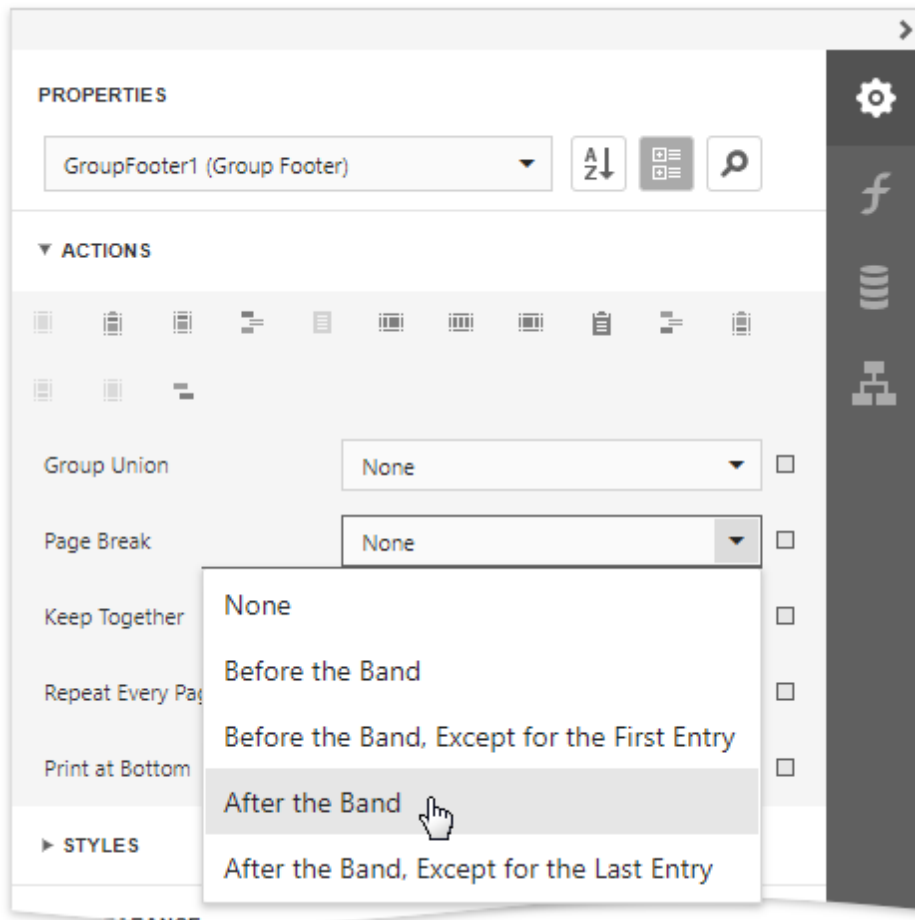 PROPERTIES
GroupFooter1 (Group Footer)
A
Z
ACTIONS
Group Union
None
Page Break
None
Keep Together
None
Before the Band
Repeat Every
Before the Band, Except for the First Entry
Print at Bottom
After the Band
STYLES
After the Band, Except for the Last Entry